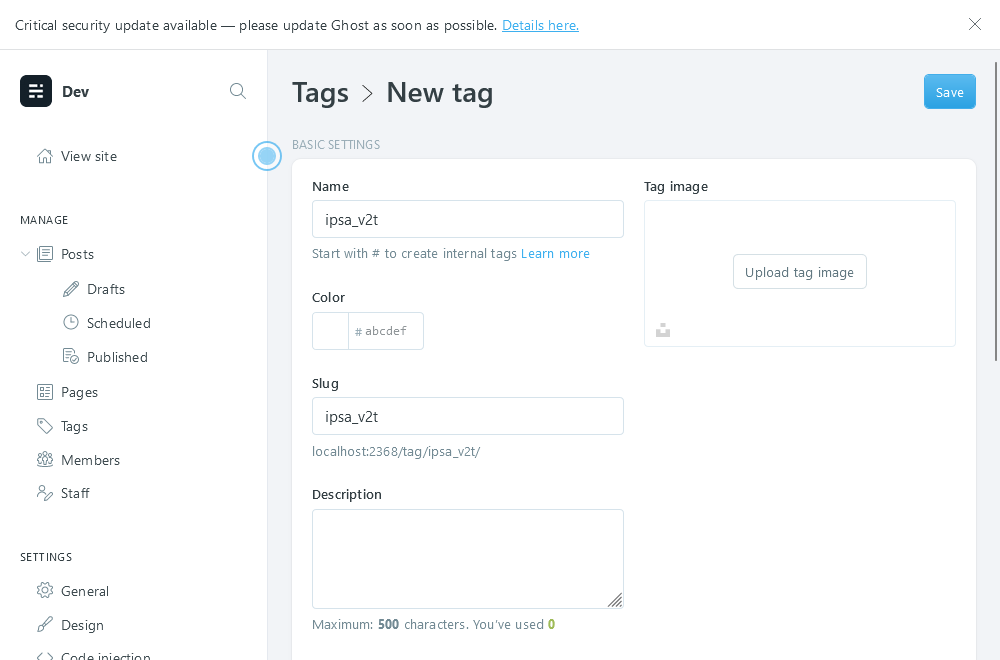 Critical security update available — please update Ghost as soon as possible. Details here.
Dev
View site
MANAGE
Posts
Drafts
Scheduled
Published
Pages
Tags
Members
Staff
SETTINGS
General
Design
Code injection
Tags > New tag
Save
BASIC SETTINGS
Name
ipsa_v2t
Start with # to create internal tags Learn more
Color
# abcdef
Slug
ipsa_v2t
localhost:2368/tag/ipsa_v2t/
Description
Maximum: 500 characters. You've used 0
Tag image
Upload tag image